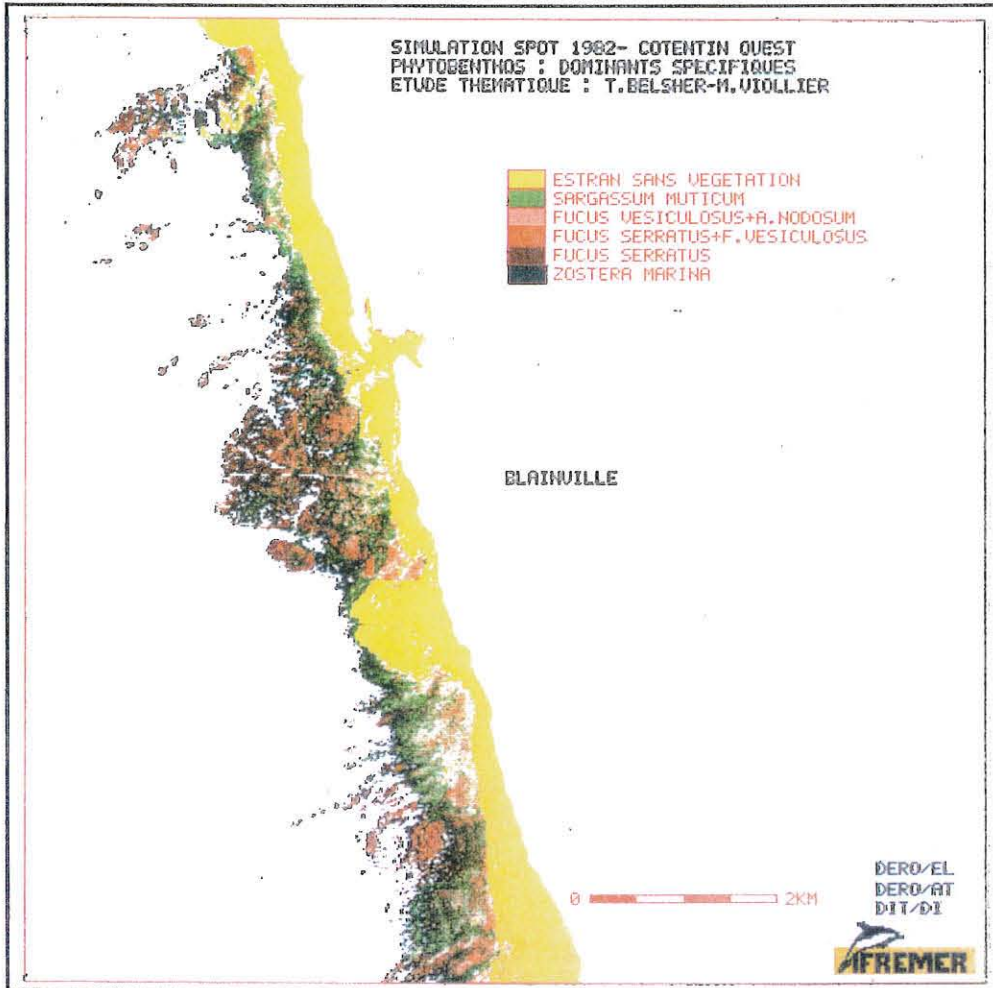 SIMULATION SPOT 1982- COTENTIN OUEST
PHYTOBENTHOS : DOMINANTS SPECIFIQUES
ETUDE THEMATIQUE : T.BELSHER-M.VIOLLIER
ESTRAN SANS VEGETATION
SARGASSUM MUTICUM
FUCUS VESICULOSUS+A.NODOSUM
FUCUS SERRATUS+F.VESICULOSUS
FUCUS SERRATUS
ZOSTERA MARINA
BLAINVILLE
0 2KM
DERO/EL
DERO/AT
DIT/DI
IFREMER